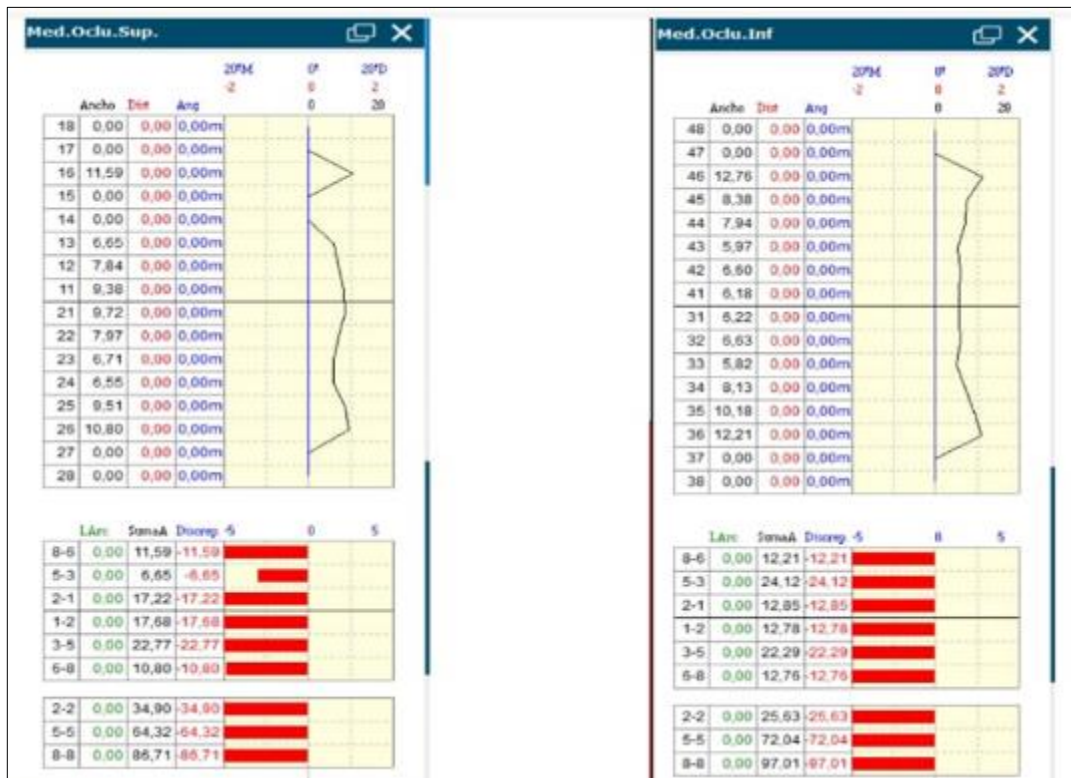 Med.Oclu.Sup.
20ºM 0º 20ºD
-2 0 2
Ancho Dist Ang 0 20
18 0,00 0,00 0,00m
17 0,00 0,00 0,00m
16 11,59 0,00 0,00m
15 0,00 0,00 0,00m
14 0,00 0,00 0,00m
13 6,65 0,00 0,00m
12 7,84 0,00 0,00m
11 9,38 0,00 0,00m
21 9,72 0,00 0,00m
22 7,97 0,00 0,00m
23 6,71 0,00 0,00m
24 6,55 0,00 0,00m
25 9,51 0,00 0,00m
26 10,80 0,00 0,00m
27 0,00 0,00 0,00m
28 0,00 0,00 0,00m
LArc SumaA Discrep -5 0 5
8-6 0,00 11,59 -11,59
5-3 0,00 6,65 -6,65
2-1 0,00 17,22 -17,22
1-2 0,00 17,68 -17,68
3-5 0,00 22,77 -22,77
6-8 0,00 10,80 -10,80
2-2 0,00 34,90 -34,90
5-5 0,00 64,32 -64,32
8-8 0,00 86,71 -86,71
Med.Oclu.Inf
20ºM 0º 20ºD
-2 0 2
Ancho Dist Ang 0 20
48 0,00 0,00 0,00m
47 0,00 0,00 0,00m
46 12,76 0,00 0,00m
45 8,38 0,00 0,00m
44 7,94 0,00 0,00m
43 5,97 0,00 0,00m
42 6,60 0,00 0,00m
41 6,18 0,00 0,00m
31 6,22 0,00 0,00m
32 6,63 0,00 0,00m
33 5,82 0,00 0,00m
34 8,13 0,00 0,00m
35 10,18 0,00 0,00m
36 12,21 0,00 0,00m
37 0,00 0,00 0,00m
38 0,00 0,00 0,00m
LArc SumaA Discrep -5 0 5
8-6 0,00 12,21 -12,21
5-3 0,00 24,12 -24,12
2-1 0,00 12,85 -12,85
1-2 0,00 12,78 -12,78
3-5 0,00 22,29 -22,29
6-8 0,00 12,76 -12,76
2-2 0,00 25,63 -25,63
5-5 0,00 72,04 -72,04
8-8 0,00 97,01 -97,01